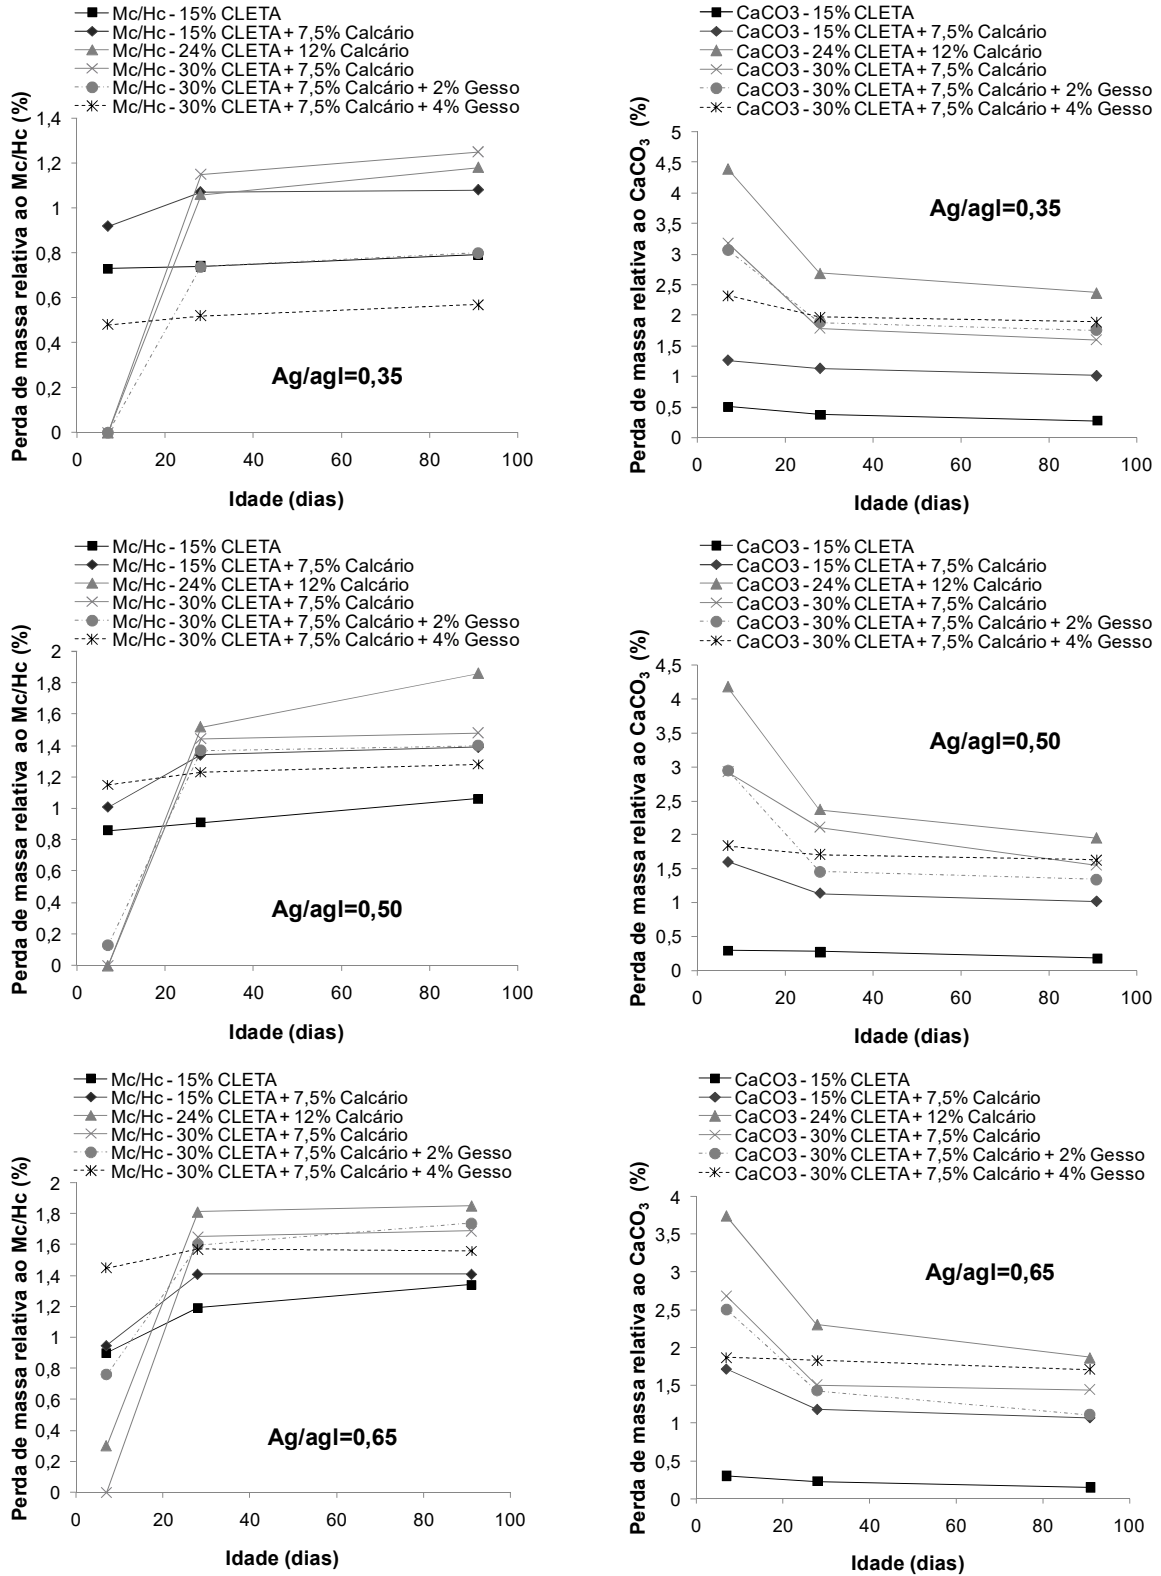 Mc/Hc - 15% CLETA
Mc/Hc - 15% CLETA + 7,5% Calcário
Mc/Hc - 24% CLETA + 12% Calcário
Mc/Hc - 30% CLETA + 7,5% Calcário
Mc/Hc - 30% CLETA + 7,5% Calcário + 2% Gesso
Mc/Hc - 30% CLETA + 7,5% Calcário + 4% Gesso
Perda de massa relativa ao Mc/Hc (%)
1,4
1,2
1
0,8
0,6
0,4
0,2
0
Ag/agl=0,35
0 20 40 60 80 100
Idade (dias)
CaCO3 - 15% CLETA
CaCO3 - 15% CLETA + 7,5% Calcário
CaCO3 - 24% CLETA + 12% Calcário
CaCO3 - 30% CLETA + 7,5% Calcário
CaCO3 - 30% CLETA + 7,5% Calcário + 2% Gesso
CaCO3 - 30% CLETA + 7,5% Calcário + 4% Gesso
Perda de massa relativa ao CaCO3 (%)
5
4,5
4
3,5
3
2,5
2
1,5
1
0,5
0
Ag/agl=0,35
0 20 40 60 80 100
Idade (dias)
Mc/Hc - 15% CLETA
Mc/Hc - 15% CLETA + 7,5% Calcário
Mc/Hc - 24% CLETA + 12% Calcário
Mc/Hc - 30% CLETA + 7,5% Calcário
Mc/Hc - 30% CLETA + 7,5% Calcário + 2% Gesso
Mc/Hc - 30% CLETA + 7,5% Calcário + 4% Gesso
Perda de massa relativa ao Mc/Hc (%)
2
1,8
1,6
1,4
1,2
1
0,8
0,6
0,4
0,2
0
Ag/agl=0,50
0 20 40 60 80 100
Idade (dias)
CaCO3 - 15% CLETA
CaCO3 - 15% CLETA + 7,5% Calcário
CaCO3 - 24% CLETA + 12% Calcário
CaCO3 - 30% CLETA + 7,5% Calcário
CaCO3 - 30% CLETA + 7,5% Calcário + 2% Gesso
CaCO3 - 30% CLETA + 7,5% Calcário + 4% Gesso
Perda de massa relativa ao CaCO3 (%)
4,5
4
3,5
3
2,5
2
1,5
1
0,5
0
Ag/agl=0,50
0 20 40 60 80 100
Idade (dias)
Mc/Hc - 15% CLETA
Mc/Hc - 15% CLETA + 7,5% Calcário
Mc/Hc - 24% CLETA + 12% Calcário
Mc/Hc - 30% CLETA + 7,5% Calcário
Mc/Hc - 30% CLETA + 7,5% Calcário + 2% Gesso
Mc/Hc - 30% CLETA + 7,5% Calcário + 4% Gesso
Perda de massa relativa ao Mc/Hc (%)
2
1,8
1,6
1,4
1,2
1
0,8
0,6
0,4
0,2
0
Ag/agl=0,65
0 20 40 60 80 100
Idade (dias)
CaCO3 - 15% CLETA
CaCO3 - 15% CLETA + 7,5% Calcário
CaCO3 - 24% CLETA + 12% Calcário
CaCO3 - 30% CLETA + 7,5% Calcário
CaCO3 - 30% CLETA + 7,5% Calcário + 2% Gesso
CaCO3 - 30% CLETA + 7,5% Calcário + 4% Gesso
Perda de massa relativa ao CaCO3 (%)
4
3,5
3
2,5
2
1,5
1
0,5
0
Ag/agl=0,65
0 20 40 60 80 100
Idade (dias)